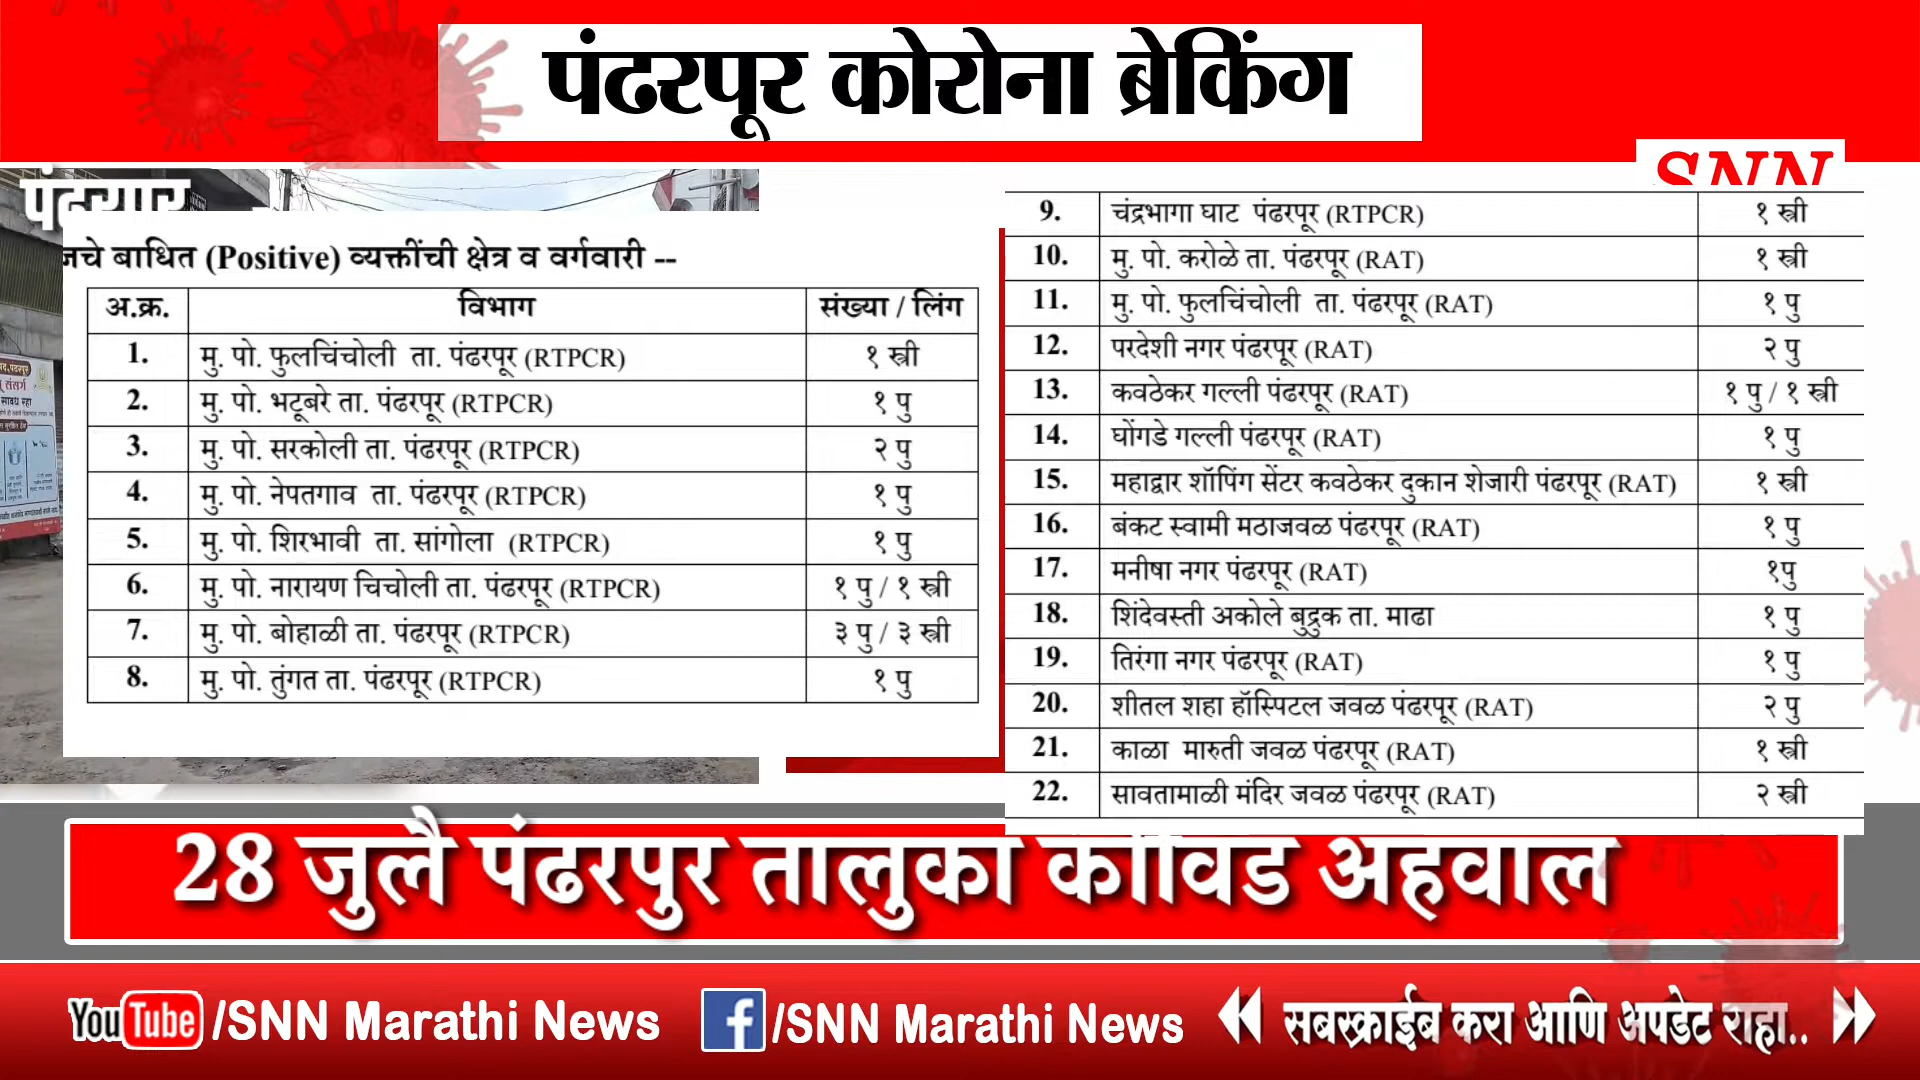 पंढरपूर कोरोना ब्रेकिंग
SNN
जचे बाधित (Positive) व्यक्तींची क्षेत्र व वर्गवारी --
अ.क्र. विभाग संख्या / लिंग
1. मु. पो. फुलचिंचोली ता. पंढरपूर (RTPCR) १ स्त्री
2. मु. पो. भटूबरे ता. पंढरपूर (RTPCR) १ पु
3. मु. पो. सरकोली ता. पंढरपूर (RTPCR) २ पु
4. मु. पो. नेपतगाव ता. पंढरपूर (RTPCR) १ पु
5. मु. पो. शिरभावी ता. सांगोला (RTPCR) १ पु
6. मु. पो. नारायण चिचोली ता. पंढरपूर (RTPCR) १ पु / १ स्त्री
7. मु. पो. बोहाळी ता. पंढरपूर (RTPCR) ३ पु / ३ स्त्री
8. मु. पो. तुंगत ता. पंढरपूर (RTPCR) १ पु
9. चंद्रभागा घाट पंढरपूर (RTPCR) १ स्त्री
10. मु. पो. करोळे ता. पंढरपूर (RAT) १ स्त्री
11. मु. पो. फुलचिंचोली ता. पंढरपूर (RAT) १ पु
12. परदेशी नगर पंढरपूर (RAT) २ पु
13. कवठेकर गल्ली पंढरपूर (RAT) १ पु / १ स्त्री
14. घोंगडे गल्ली पंढरपूर (RAT) १ पु
15. महाद्वार शॉपिंग सेंटर कवठेकर दुकान शेजारी पंढरपूर (RAT) १ स्त्री
16. बंकट स्वामी मठाजवळ पंढरपूर (RAT) १ पु
17. मनीषा नगर पंढरपूर (RAT) १पु
18. शिंदेवस्ती अकोले बुद्रुक ता. माढा १ पु
19. तिरंगा नगर पंढरपूर (RAT) १ पु
20. शीतल शहा हॉस्पिटल जवळ पंढरपूर (RAT) २ पु
21. काळा मारुती जवळ पंढरपूर (RAT) १ स्त्री
22. सावतामाळी मंदिर जवळ पंढरपूर (RAT) २ स्त्री
28 जुलै पंढरपुर तालुका कोविड अहवाल
YouTube /SNN Marathi News f /SNN Marathi News सबस्क्राईब करा आणि अपडेट राहा..